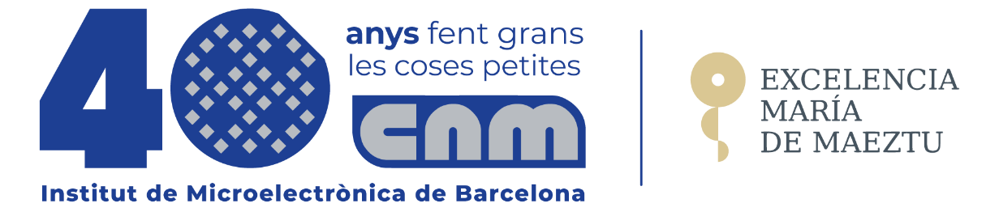 40
anys fent grans
les coses petites
cnm
Institut de Microelectrònica de Barcelona
EXCELENCIA
MARÍA
DE MAEZTU